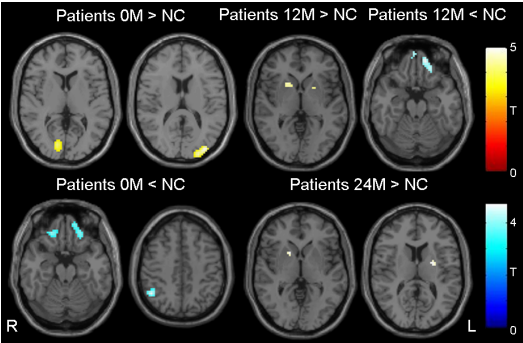 Patients 0M > NC
Patients 12M > NC
Patients 12M < NC
5
T
0
Patients 0M < NC
Patients 24M > NC
4
T
0
R
L